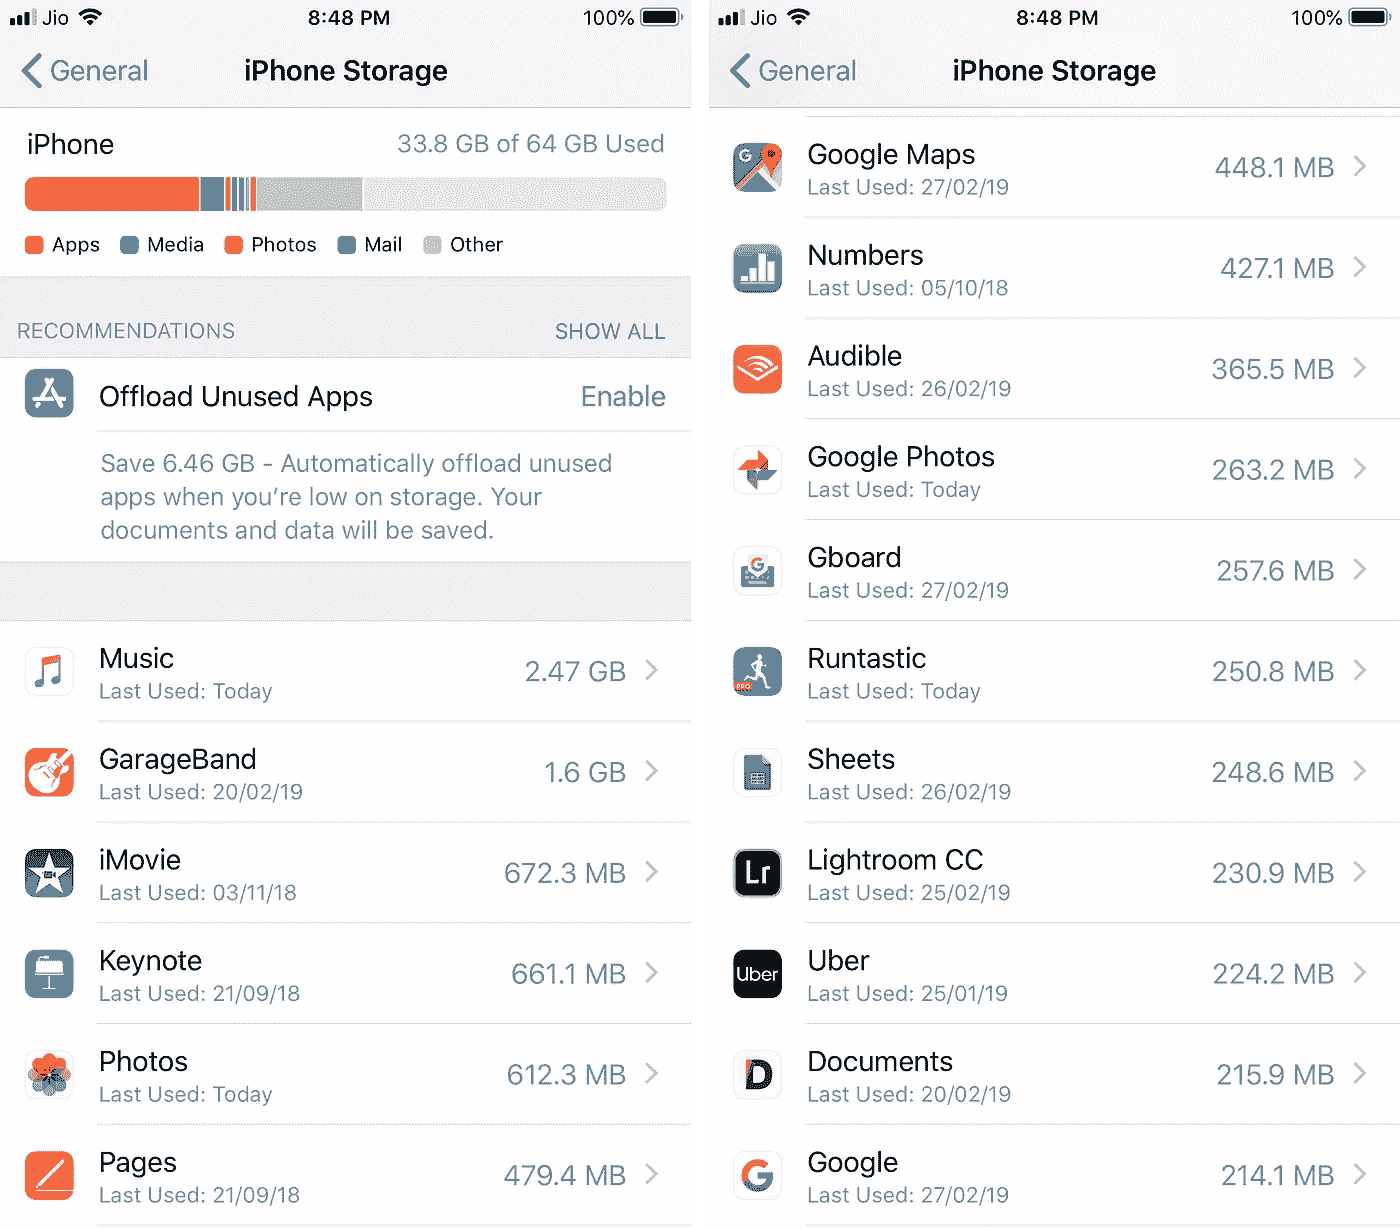 Jio 8:48 PM 100%
General iPhone Storage
iPhone 33.8 GB of 64 GB Used
Apps Media Photos Mail Other
RECOMMENDATIONS SHOW ALL
Offload Unused Apps Enable
Save 6.46 GB - Automatically offload unused
apps when you're low on storage. Your
documents and data will be saved.
Music 2.47 GB
Last Used: Today
GarageBand 1.6 GB
Last Used: 20/02/19
iMovie 672.3 MB
Last Used: 03/11/18
Keynote 661.1 MB
Last Used: 21/09/18
Photos 612.3 MB
Last Used: Today
Pages 479.4 MB
Last Used: 21/09/18
Jio 8:48 PM 100%
General iPhone Storage
G
Google Maps 448.1 MB
Last Used: 27/02/19
Numbers 427.1 MB
Last Used: 05/10/18
Audible 365.5 MB
Last Used: 26/02/19
Google Photos 263.2 MB
Last Used: Today
G
Gboard 257.6 MB
Last Used: 27/02/19
PRO
Runtastic 250.8 MB
Last Used: Today
Sheets 248.6 MB
Last Used: 26/02/19
Lr
Lightroom CC 230.9 MB
Last Used: 25/02/19
Uber
Uber 224.2 MB
Last Used: 25/01/19
D
Documents 215.9 MB
Last Used: 20/02/19
G
Google 214.1 MB
Last Used: 27/02/19